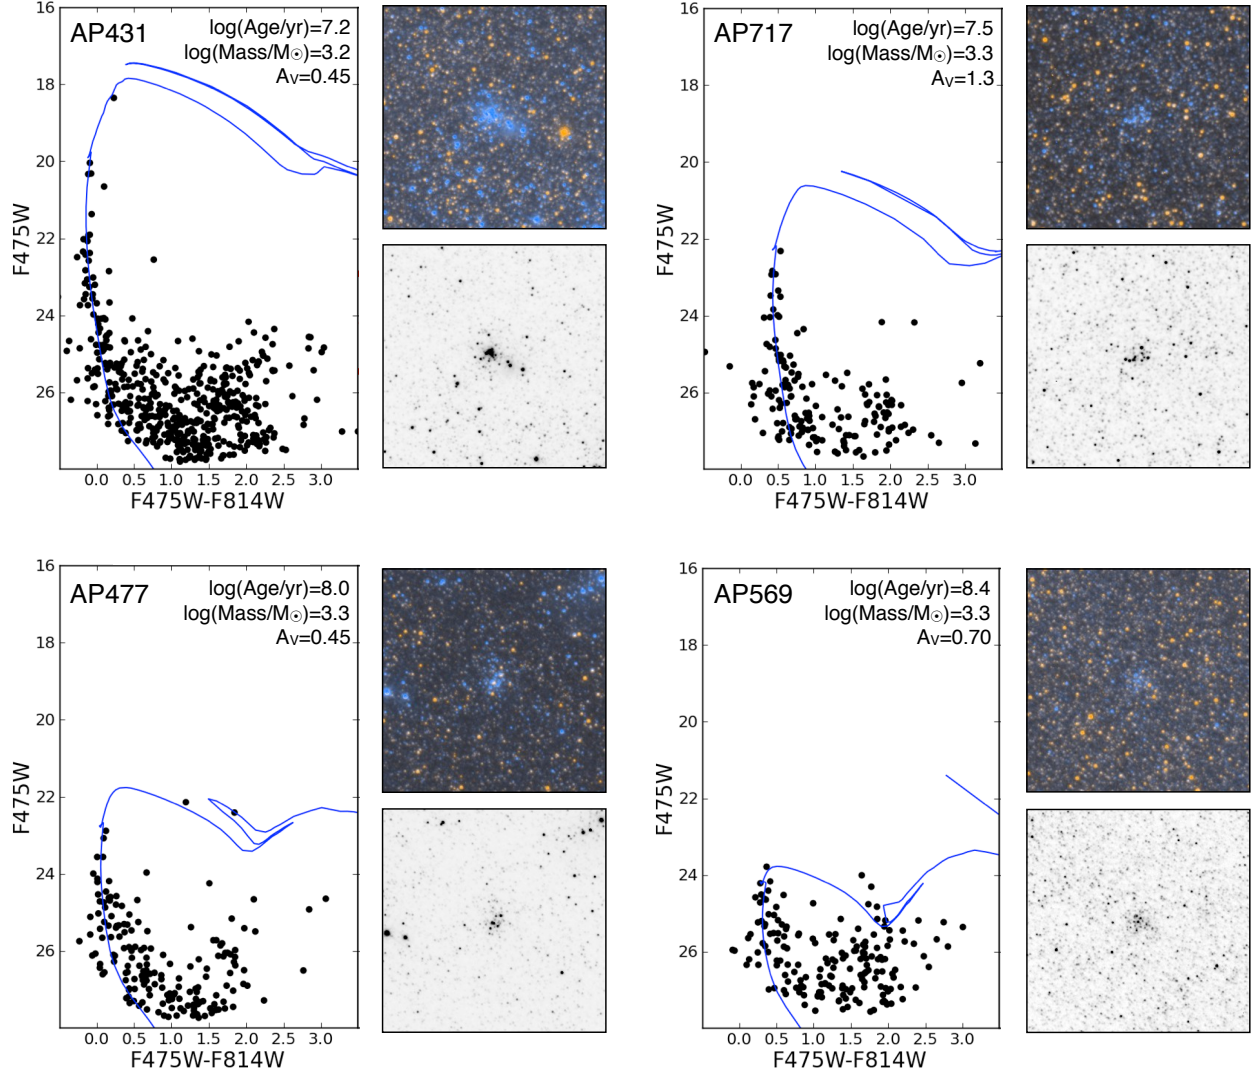 AP431
log(Age/yr)=7.2
log(Mass/M☉)=3.2
AV=0.45
16
18
20
22
24
26
F475W
0.0 0.5 1.0 1.5 2.0 2.5 3.0
F475W-F814W
AP717
log(Age/yr)=7.5
log(Mass/M☉)=3.3
AV=1.3
16
18
20
22
24
26
F475W
0.0 0.5 1.0 1.5 2.0 2.5 3.0
F475W-F814W
AP477
log(Age/yr)=8.0
log(Mass/M☉)=3.3
AV=0.45
16
18
20
22
24
26
F475W
0.0 0.5 1.0 1.5 2.0 2.5 3.0
F475W-F814W
AP569
log(Age/yr)=8.4
log(Mass/M☉)=3.3
AV=0.70
16
18
20
22
24
26
F475W
0.0 0.5 1.0 1.5 2.0 2.5 3.0
F475W-F814W